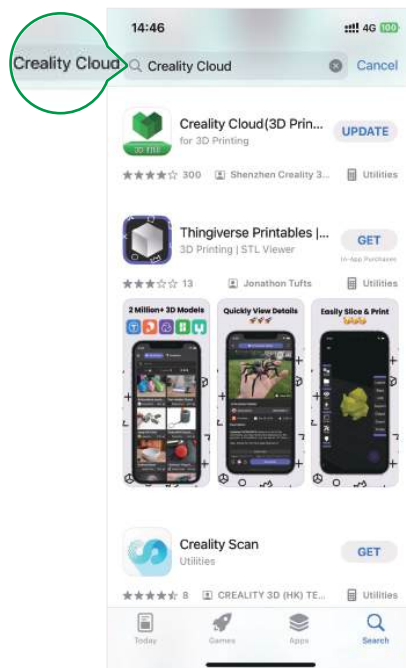 14:46
4G 100
Creality Cloud
Creality Cloud
Cancel
Creality Cloud(3D Prin...
for 3D Printing
UPDATE
300
Shenzhen Creality 3...
Utilities
Thingiverse Printables |...
3D Printing | STL Viewer
GET
In-App Purchases
13
Jonathon Tufts
Utilities
2 Million+ 3D Models
Quickly View Details
Easily Slice & Print
Creality Scan
Utilities
GET
8
CREALITY 3D (HK) TE...
Utilities
Today
Games
Apps
Search